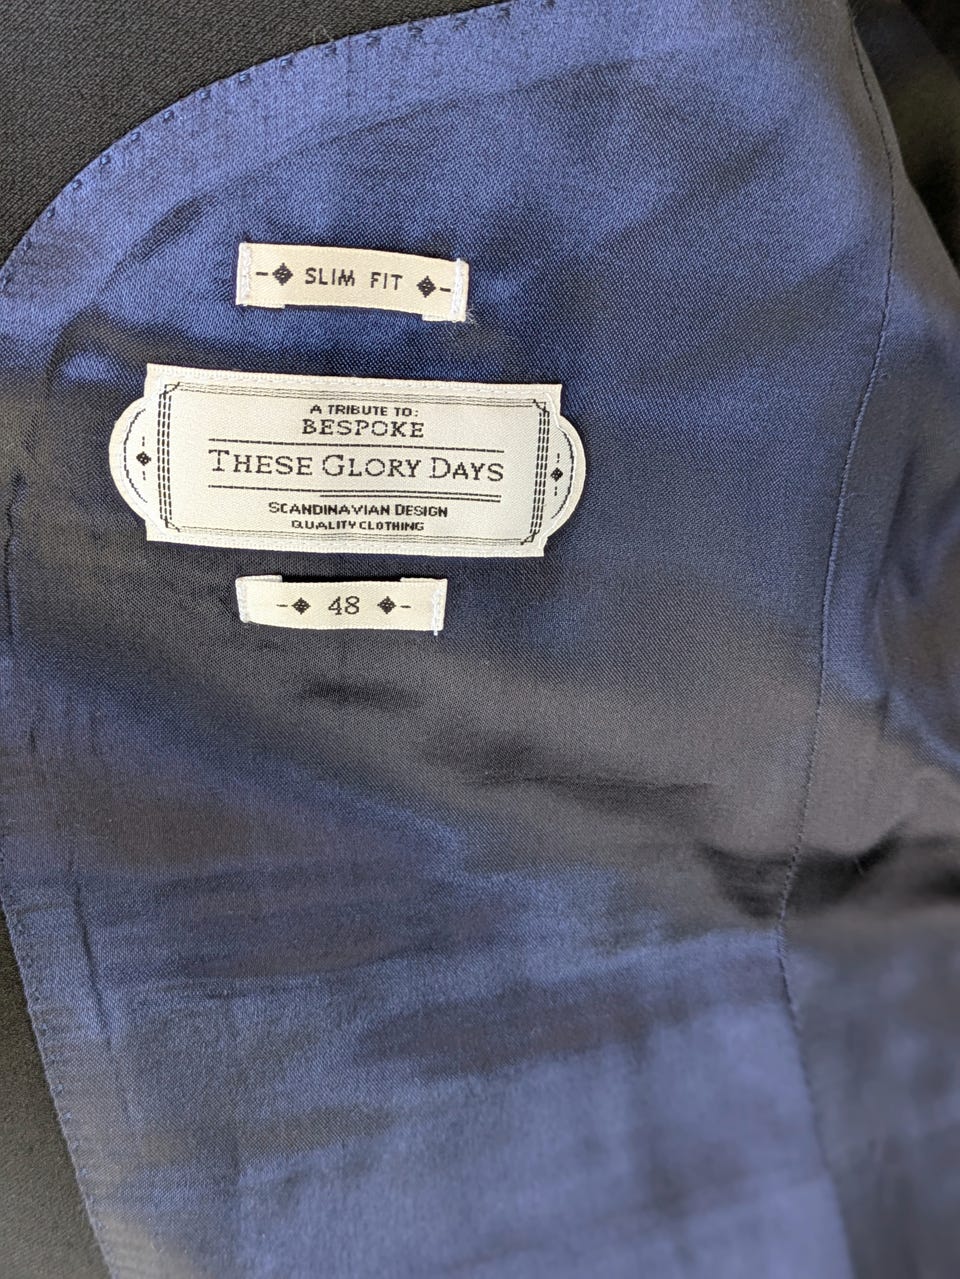 SLIM FIT
A TRIBUTE TO:
BESPOKE
THESE GLORY DAYS
SCANDINAVIAN DESIGN
QUALITY CLOTHING
48